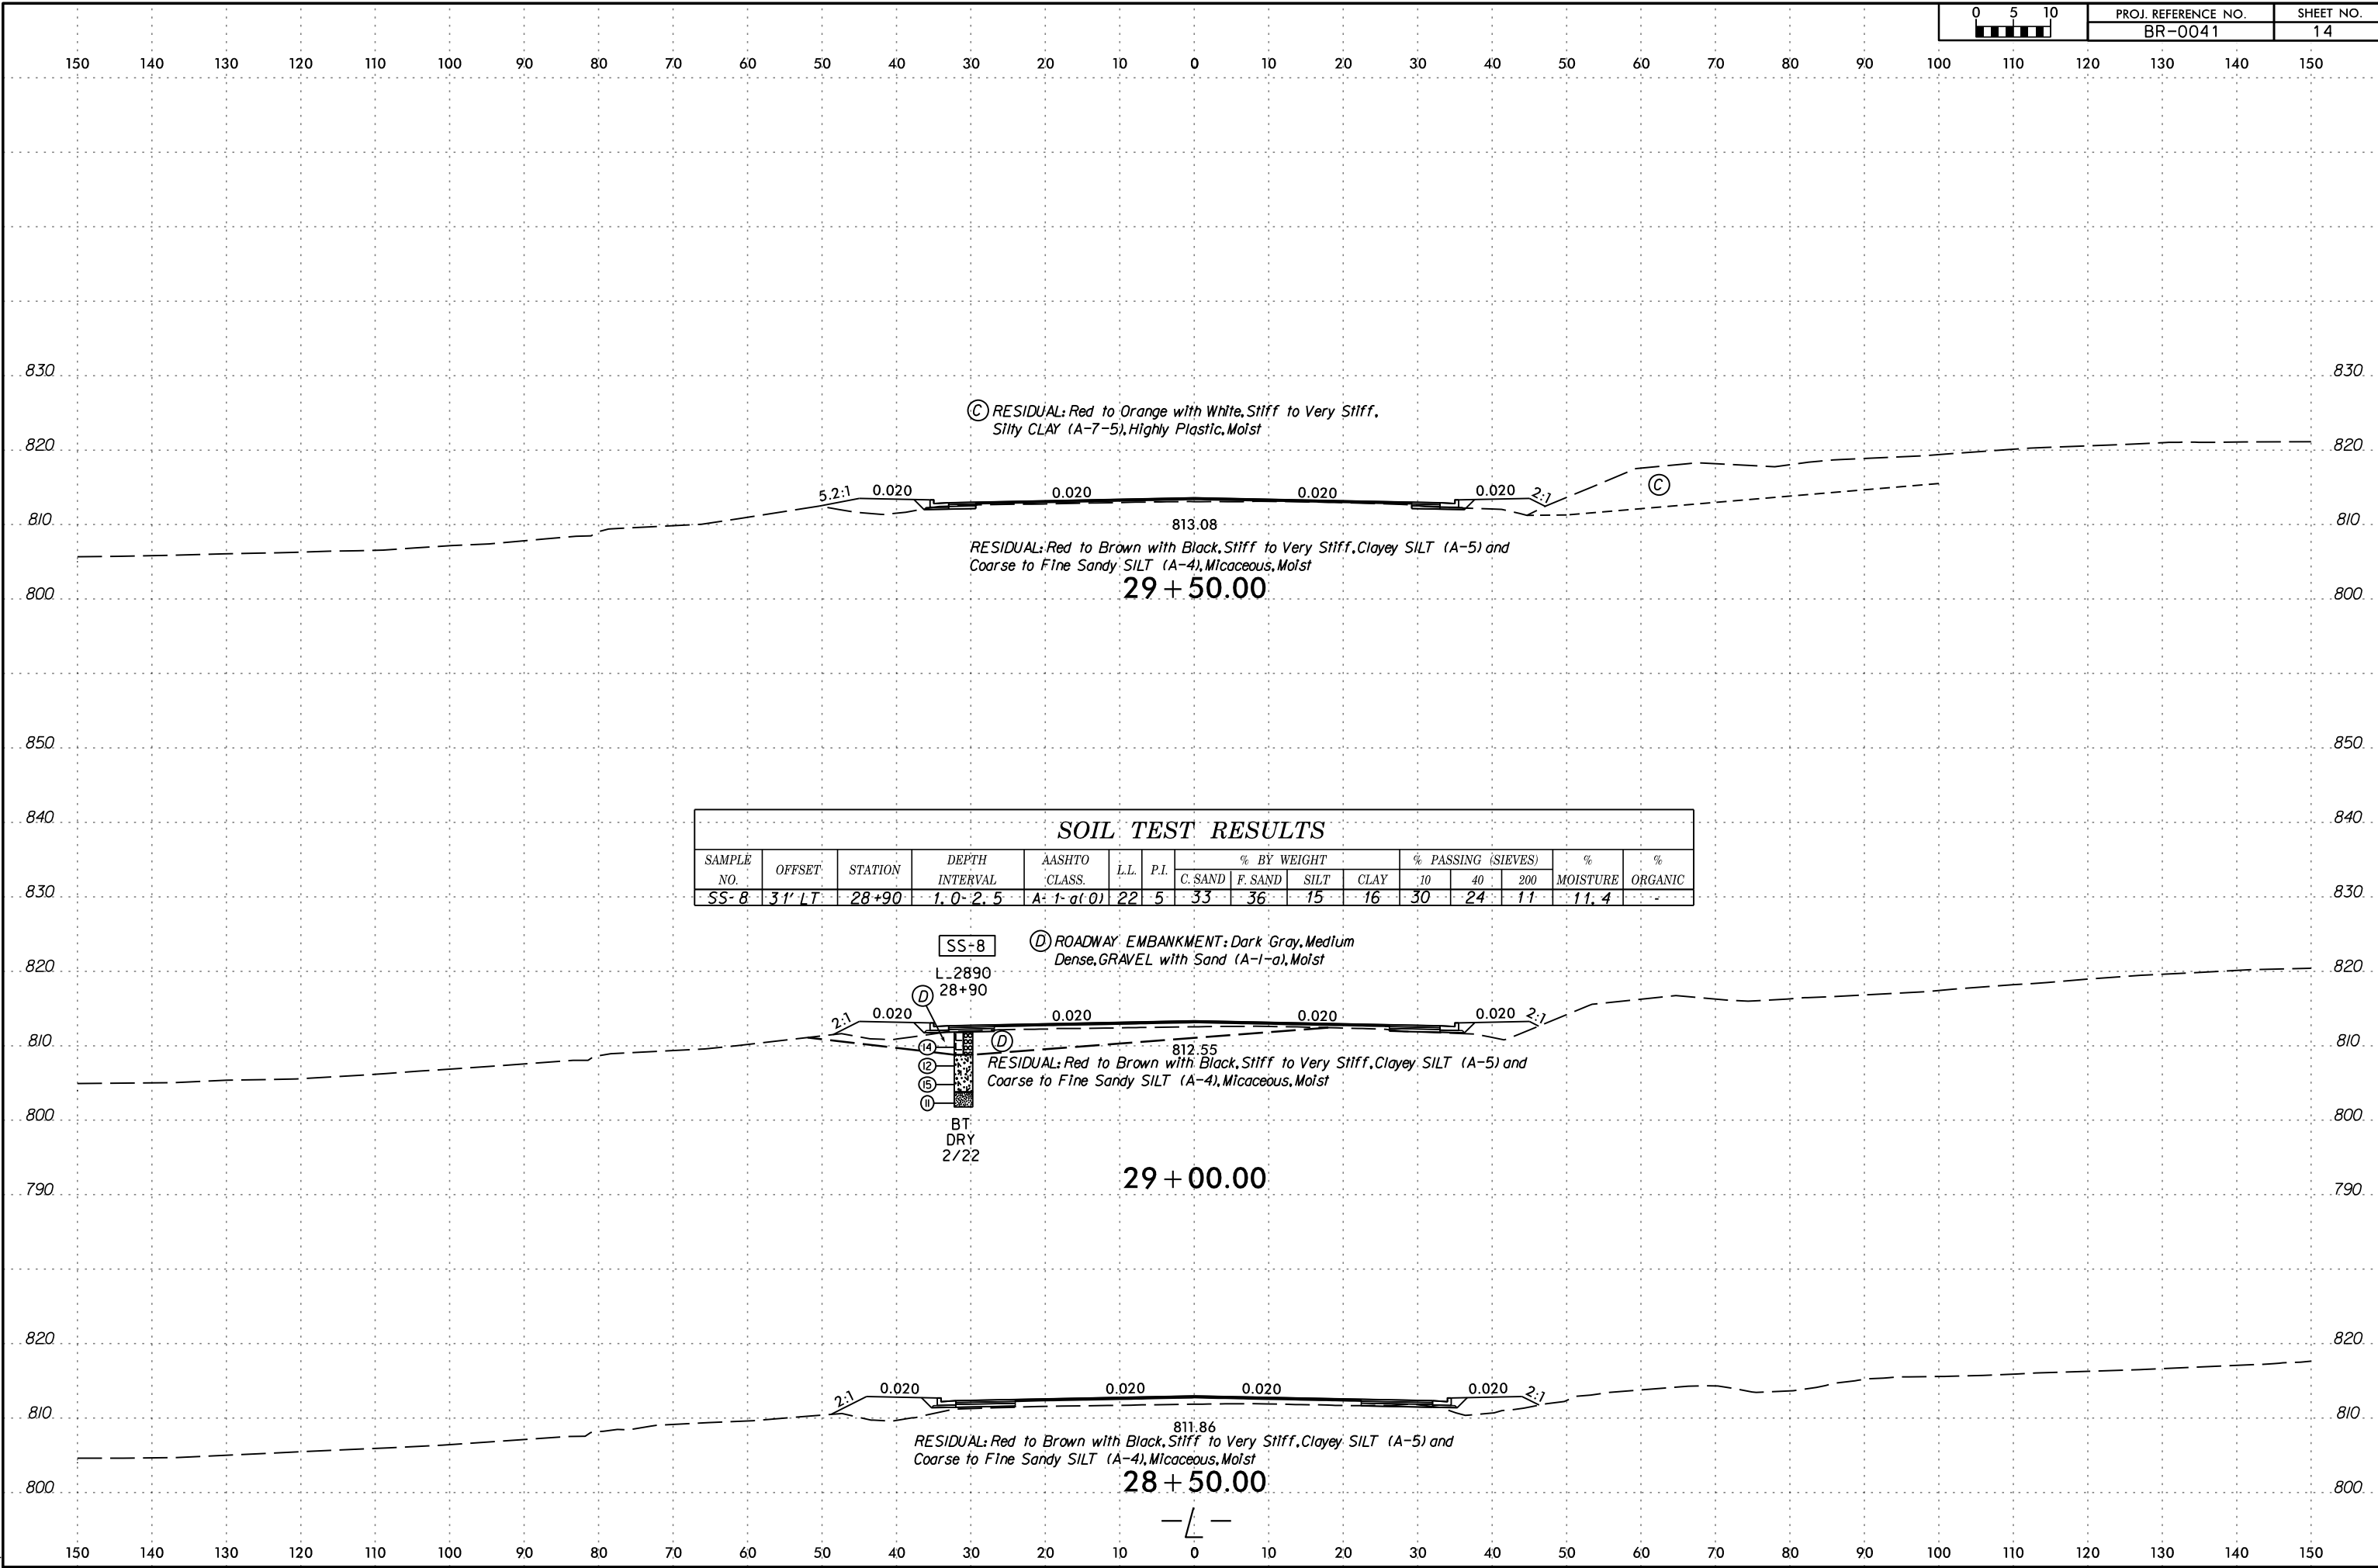 0 5 10
PROJ. REFERENCE NO. SHEET NO.
BR-0041 14
150 140 130 120 110 100 90 80 70 60 50 40 30 20 10 0 10 20 30 40 50 60 70 80 90 100 110 120 130 140 150
830 830
Ⓒ RESIDUAL: Red to Orange with White, Stiff to Very Stiff,
Silty CLAY (A-7-5), Highly Plastic, Moist
820 820
5.2:1 0.020 0.020 0.020 0.020 2:1 Ⓒ
810 813.08 810
RESIDUAL: Red to Brown with Black, Stiff to Very Stiff, Clayey SILT (A-5) and
Coarse to Fine Sandy SILT (A-4), Micaceous, Moist
29+50.00
800 800
850 850
840 840
SOIL TEST RESULTS
SAMPLE NO. OFFSET STATION DEPTH INTERVAL AASHTO CLASS. L.L. P.I. % BY WEIGHT % PASSING (SIEVES) % MOISTURE % ORGANIC
C. SAND F. SAND SILT CLAY 10 40 200
SS-8 31' LT 28+90 1.0-2.5 A-1-a(0) 22 5 33 36 15 16 30 24 11 11.4 -
830 830
SS-8
Ⓓ ROADWAY EMBANKMENT: Dark Gray, Medium
Dense, GRAVEL with Sand (A-1-a), Moist
820 820
L_2890
28+90
Ⓓ
2:1 0.020 0.020 0.020 0.020 2:1
810 Ⓓ 810
14
812.55
12
RESIDUAL: Red to Brown with Black, Stiff to Very Stiff, Clayey SILT (A-5) and
Coarse to Fine Sandy SILT (A-4), Micaceous, Moist
15
11
800 800
BT
DRY
2/22
29+00.00
790 790
820 820
2:1 0.020 0.020 0.020 0.020 2:1
810 810
811.86
RESIDUAL: Red to Brown with Black, Stiff to Very Stiff, Clayey SILT (A-5) and
Coarse to Fine Sandy SILT (A-4), Micaceous, Moist
28+50.00
800 800
-L-
150 140 130 120 110 100 90 80 70 60 50 40 30 20 10 0 10 20 30 40 50 60 70 80 90 100 110 120 130 140 150